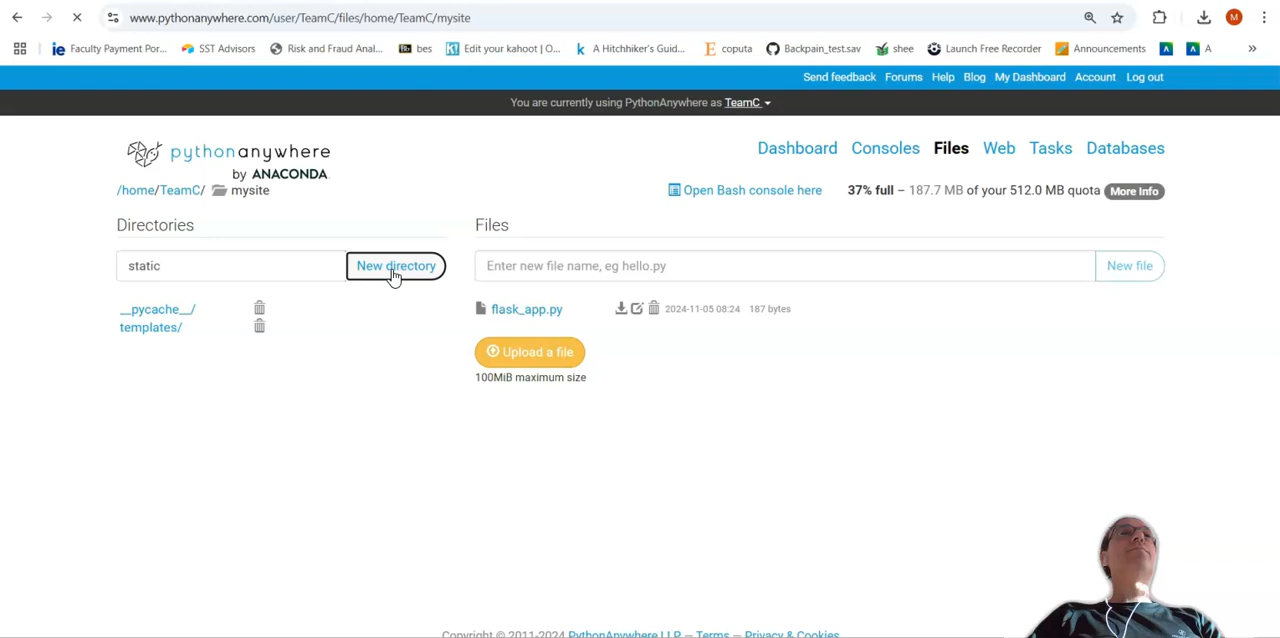 www.pythonanywhere.com/user/TeamC/files/home/TeamC/mysite
M
Faculty Payment Por...
SST Advisors
Risk and Fraud Anal...
bes
Edit your kahoot | O...
A Hitchhiker's Guid...
coputa
Backpain_test.sav
shee
Launch Free Recorder
Announcements
A
Send feedback Forums Help Blog My Dashboard Account Log out
You are currently using PythonAnywhere as TeamC
pythonanywhere
by ANACONDA
Dashboard Consoles Files Web Tasks Databases
/home/TeamC/ mysite
Open Bash console here
37% full – 187.7 MB of your 512.0 MB quota More Info
Directories
Files
static
New directory
Enter new file name, eg hello.py
New file
__pycache__/
flask_app.py
2024-11-05 08:24 187 bytes
templates/
Upload a file
100MiB maximum size
Copyright © 2011-2024 PythonAnywhere LLP — Terms — Privacy & Cookies